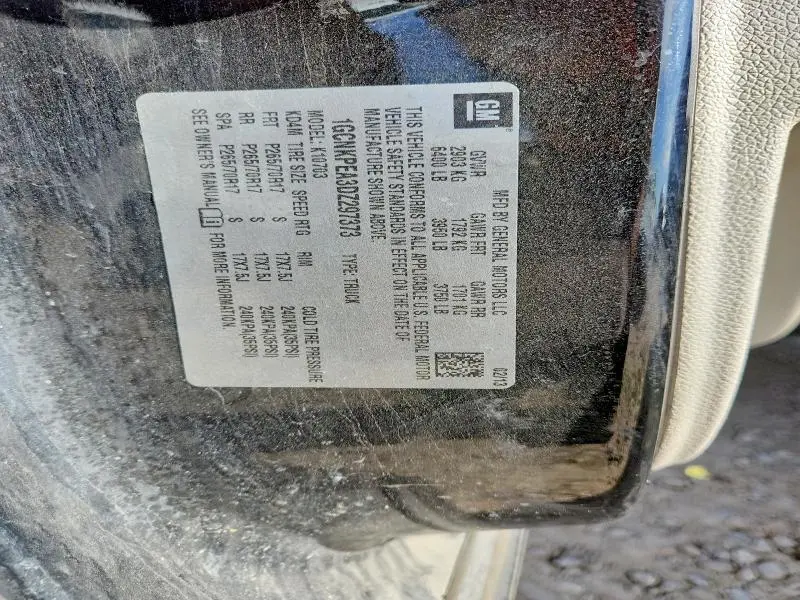 GM ®
MFD BY GENERAL MOTORS LLC 02/13
GVWR GAWR FRT GAWR RR
2903 KG 1792 KG 1701 KG
6400 LB 3950 LB 3750 LB
THIS VEHICLE CONFORMS TO ALL APPLICABLE U.S. FEDERAL MOTOR
VEHICLE SAFETY STANDARDS IN EFFECT ON THE DATE OF
MANUFACTURE SHOWN ABOVE.
1GCNKPEA3DZ297373 TYPE: TRUCK
MODEL: K10703
KD4M TIRE SIZE SPEED RTG RIM COLD TIRE PRESSURE
FRT P265/70R17 S 17X7.5J 240KPA(35PSI)
RR P265/70R17 S 17X7.5J 240KPA(35PSI)
SPA P265/70R17 S 17X7.5J 240KPA(35PSI)
SEE OWNER'S MANUAL FOR MORE INFORMATION.